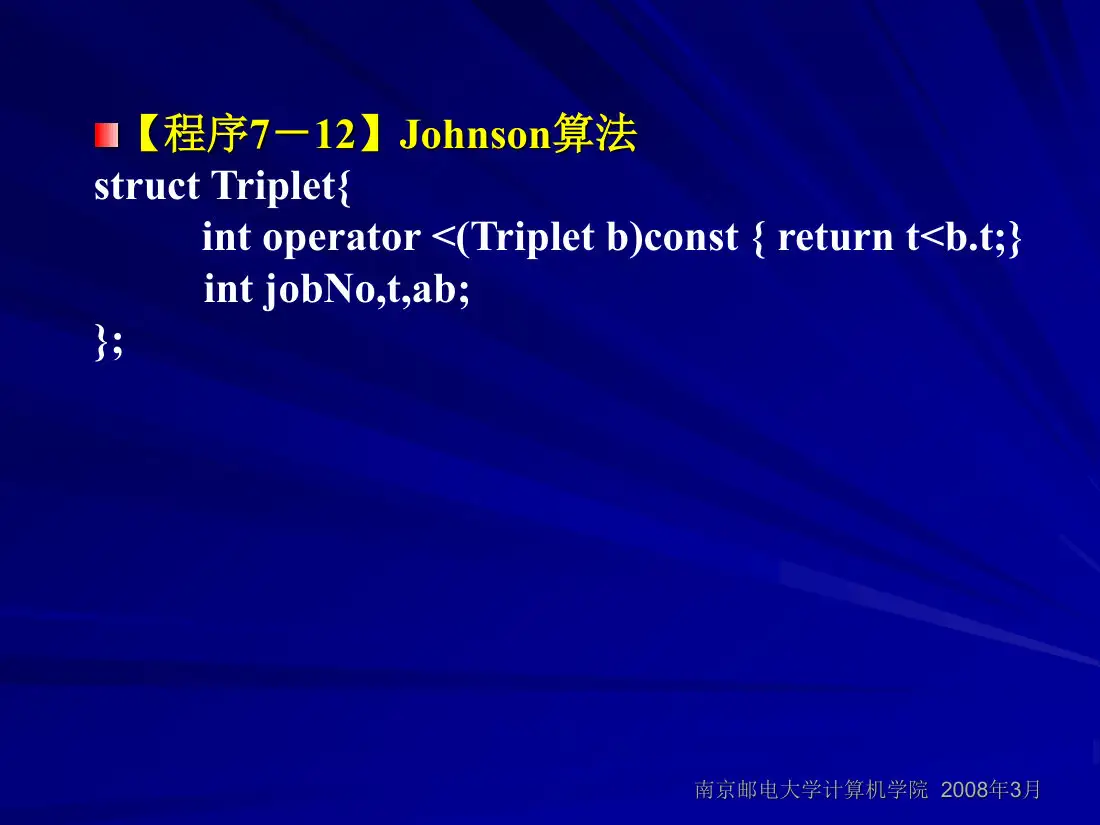 【程序7－12】Johnson算法
struct Triplet{
int operator <(Triplet b)const { return t<b.t;}
int jobNo,t,ab;
};
南京邮电大学计算机学院 2008年3月